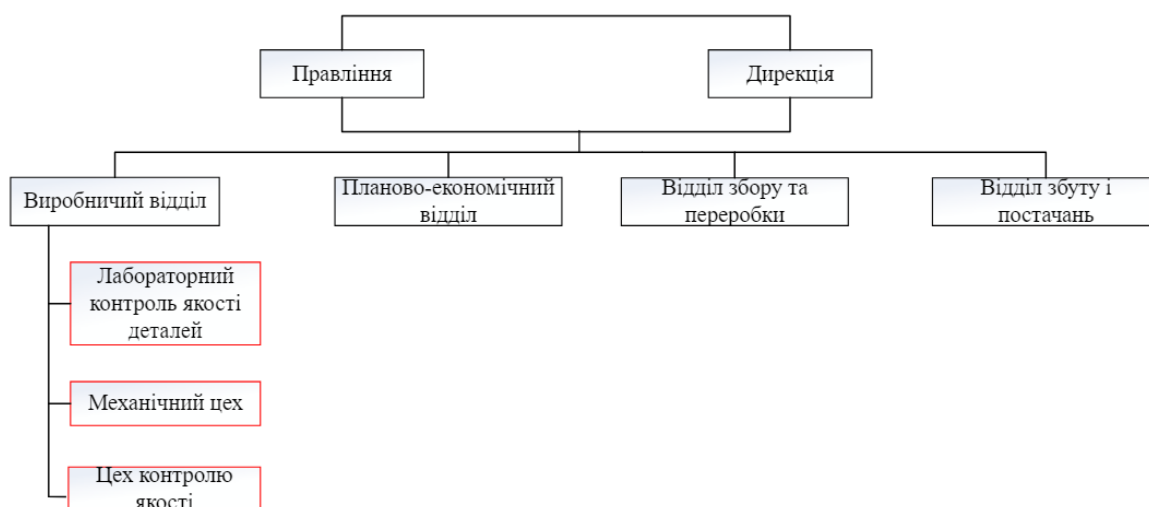 Правління
Дирекція
Виробничий відділ
Планово-економічний
відділ
Відділ збору та
переробки
Відділ збуту і
постачань
Лабораторний
контроль якості
деталей
Механічний цех
Цех контролю
якості